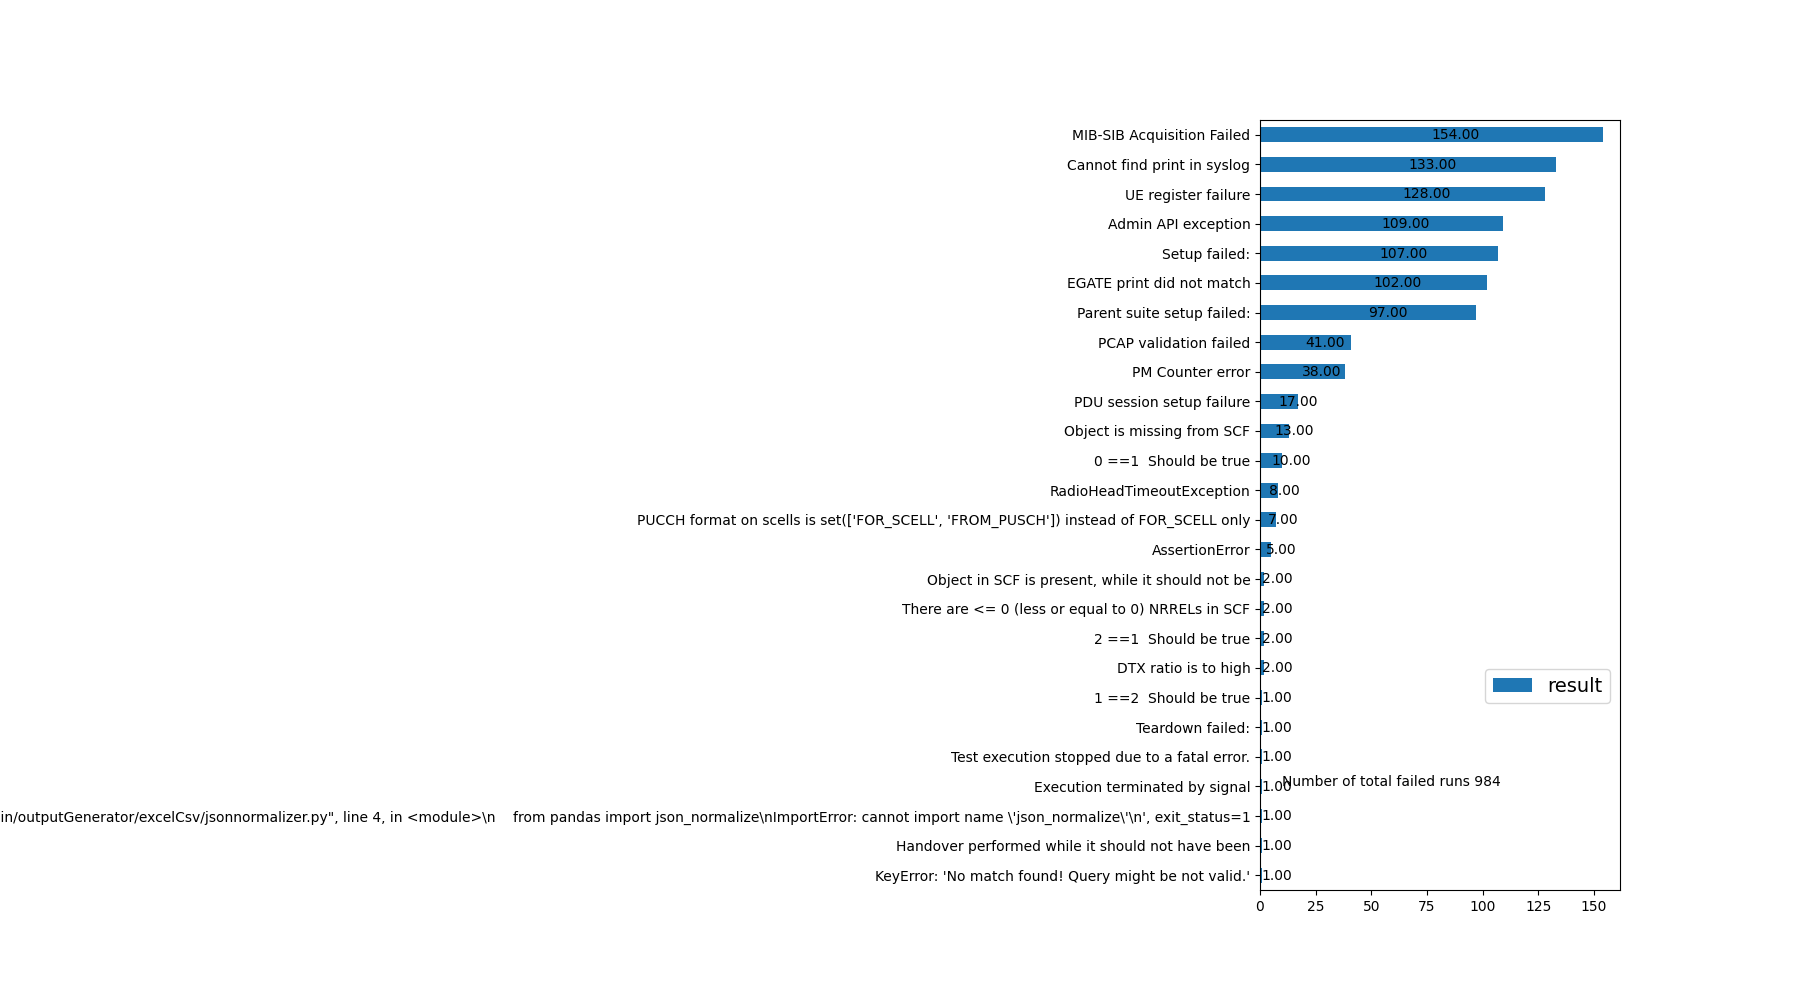 MIB-SIB Acquisition Failed 154.00
Cannot find print in syslog 133.00
UE register failure 128.00
Admin API exception 109.00
Setup failed: 107.00
EGATE print did not match 102.00
Parent suite setup failed: 97.00
PCAP validation failed 41.00
PM Counter error 38.00
PDU session setup failure 17.00
Object is missing from SCF 13.00
0 ==1  Should be true 10.00
RadioHeadTimeoutException 8.00
PUCCH format on scells is set(['FOR_SCELL', 'FROM_PUSCH']) instead of FOR_SCELL only 7.00
AssertionError 5.00
Object in SCF is present, while it should not be 2.00
There are <= 0 (less or equal to 0) NRRELs in SCF 2.00
2 ==1  Should be true 2.00
DTX ratio is to high 2.00
result
1 ==2  Should be true 1.00
Teardown failed: 1.00
Test execution stopped due to a fatal error. 1.00
Number of total failed runs 984
Execution terminated by signal 1.00
in/outputGenerator/excelCsv/jsonnormalizer.py", line 4, in <module>\n    from pandas import json_normalize\nImportError: cannot import name \'json_normalize\'\n', exit_status=1 1.00
Handover performed while it should not have been 1.00
KeyError: 'No match found! Query might be not valid.' 1.00
0 25 50 75 100 125 150